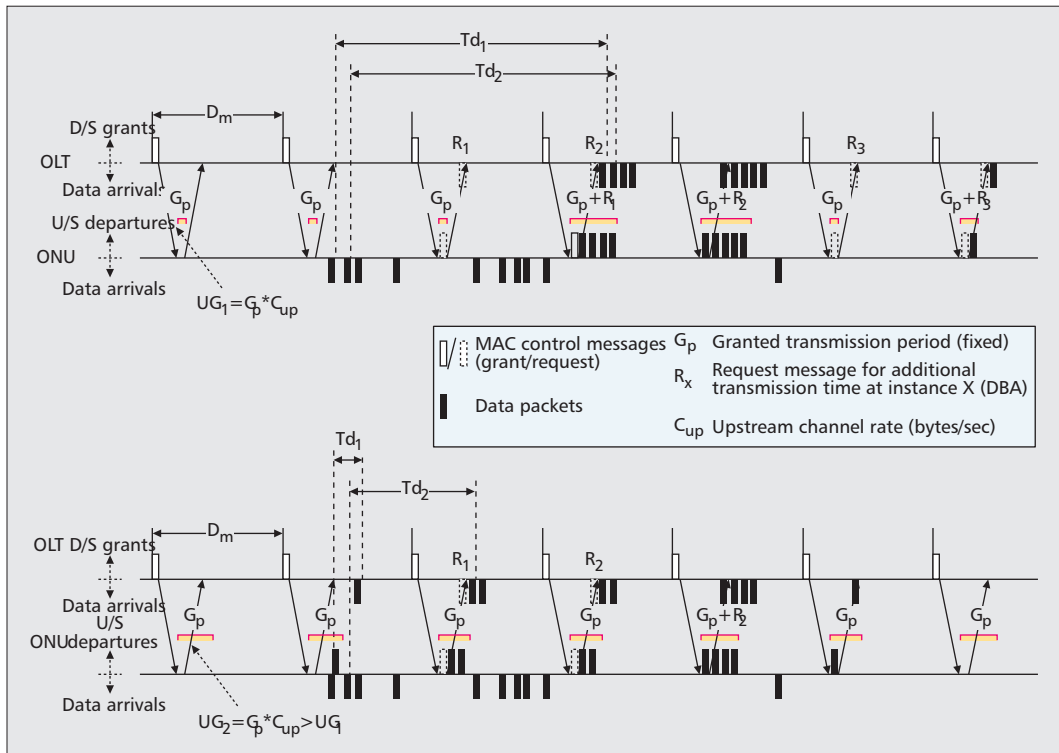 Td1
Td2
Dm
D/S grants
R1
R2
R3
OLT
Data arrivals
Gp
Gp
Gp
Gp+R1
Gp+R2
Gp
Gp+R3
U/S departures
ONU
Data arrivals
UG1=Gp*Cup
MAC control messages
(grant/request)
Data packets
Gp Granted transmission period (fixed)
Rx Request message for additional
transmission time at instance X (DBA)
Cup Upstream channel rate (bytes/sec)
Td1
Td2
Dm
OLT D/S grants
R1
R2
Data arrivals
U/S
Gp
Gp
Gp
Gp
Gp+R2
Gp
Gp
ONU departures
Data arrivals
UG2=Gp*Cup>UG1